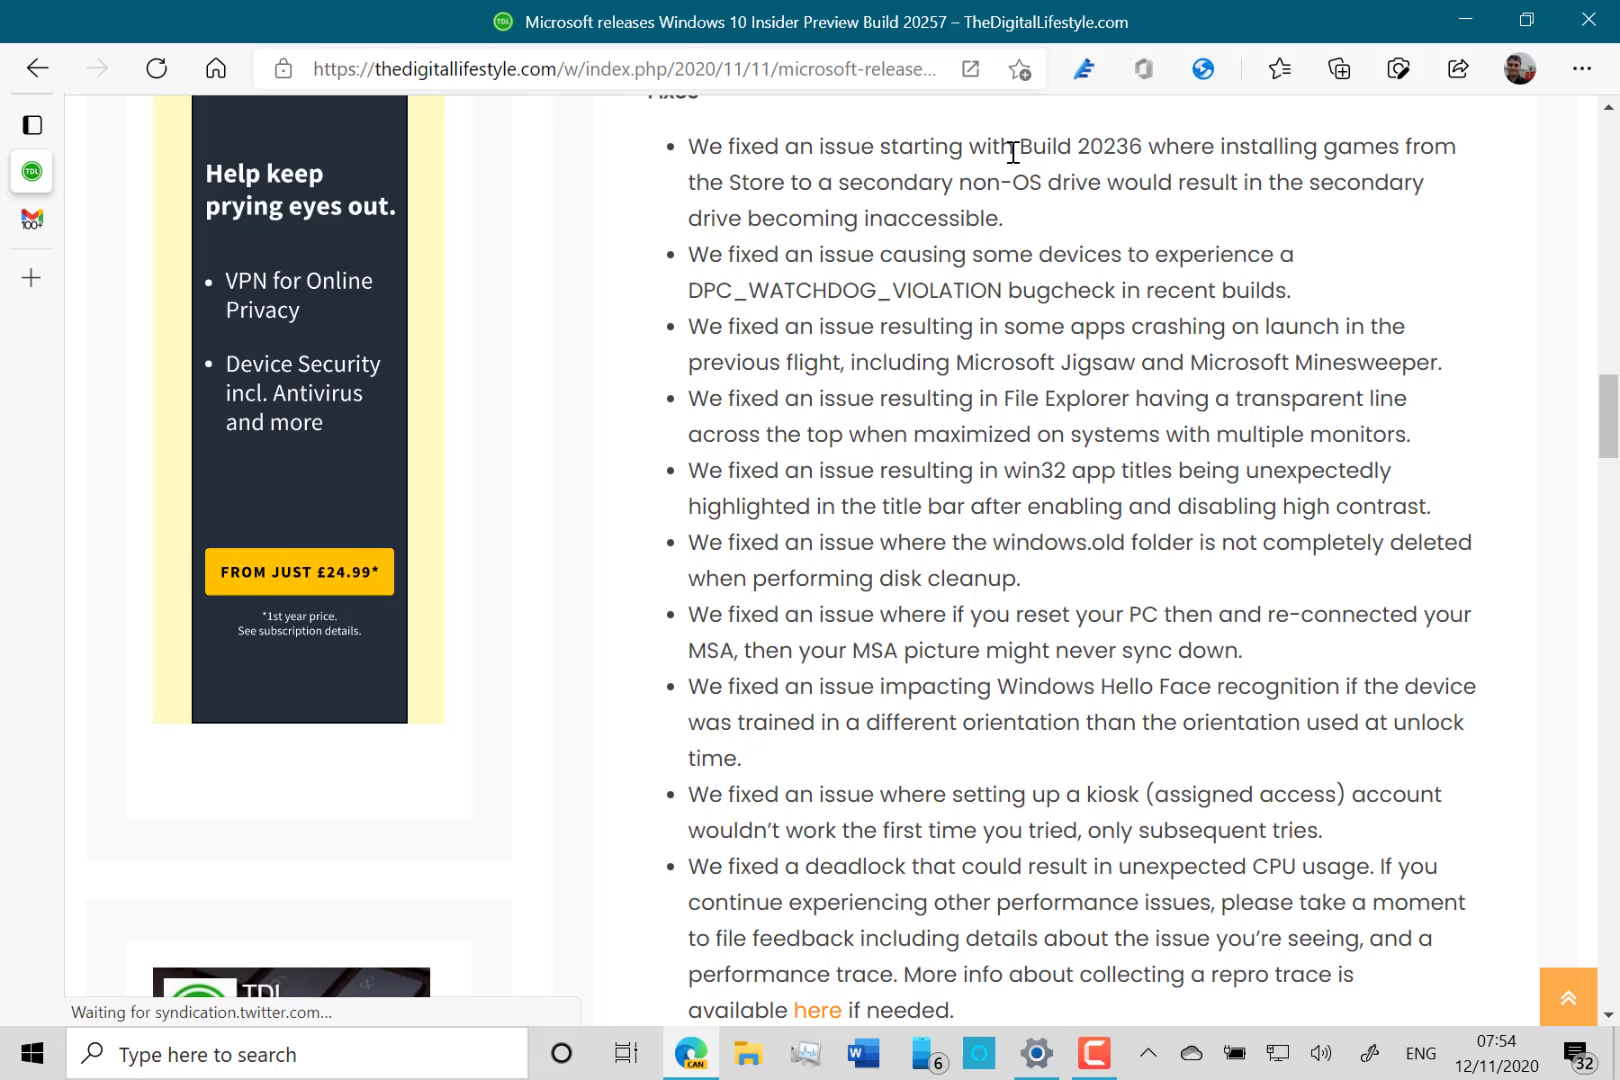 Microsoft releases Windows 10 Insider Preview Build 20257 – TheDigitalLifestyle.com
https://thedigitallifestyle.com/w/index.php/2020/11/11/microsoft-release...
100+
Help keep
prying eyes out.
• VPN for Online
Privacy
• Device Security
incl. Antivirus
and more
FROM JUST £24.99*
*1st year price.
See subscription details.
TDL
Fixes
• We fixed an issue starting with Build 20236 where installing games from
the Store to a secondary non-OS drive would result in the secondary
drive becoming inaccessible.
• We fixed an issue causing some devices to experience a
DPC_WATCHDOG_VIOLATION bugcheck in recent builds.
• We fixed an issue resulting in some apps crashing on launch in the
previous flight, including Microsoft Jigsaw and Microsoft Minesweeper.
• We fixed an issue resulting in File Explorer having a transparent line
across the top when maximized on systems with multiple monitors.
• We fixed an issue resulting in win32 app titles being unexpectedly
highlighted in the title bar after enabling and disabling high contrast.
• We fixed an issue where the windows.old folder is not completely deleted
when performing disk cleanup.
• We fixed an issue where if you reset your PC then and re-connected your
MSA, then your MSA picture might never sync down.
• We fixed an issue impacting Windows Hello Face recognition if the device
was trained in a different orientation than the orientation used at unlock
time.
• We fixed an issue where setting up a kiosk (assigned access) account
wouldn't work the first time you tried, only subsequent tries.
• We fixed a deadlock that could result in unexpected CPU usage. If you
continue experiencing other performance issues, please take a moment
to file feedback including details about the issue you're seeing, and a
performance trace. More info about collecting a repro trace is
available here if needed.
Waiting for syndication.twitter.com...
Type here to search
CAN
6
ENG
07:54
12/11/2020
32